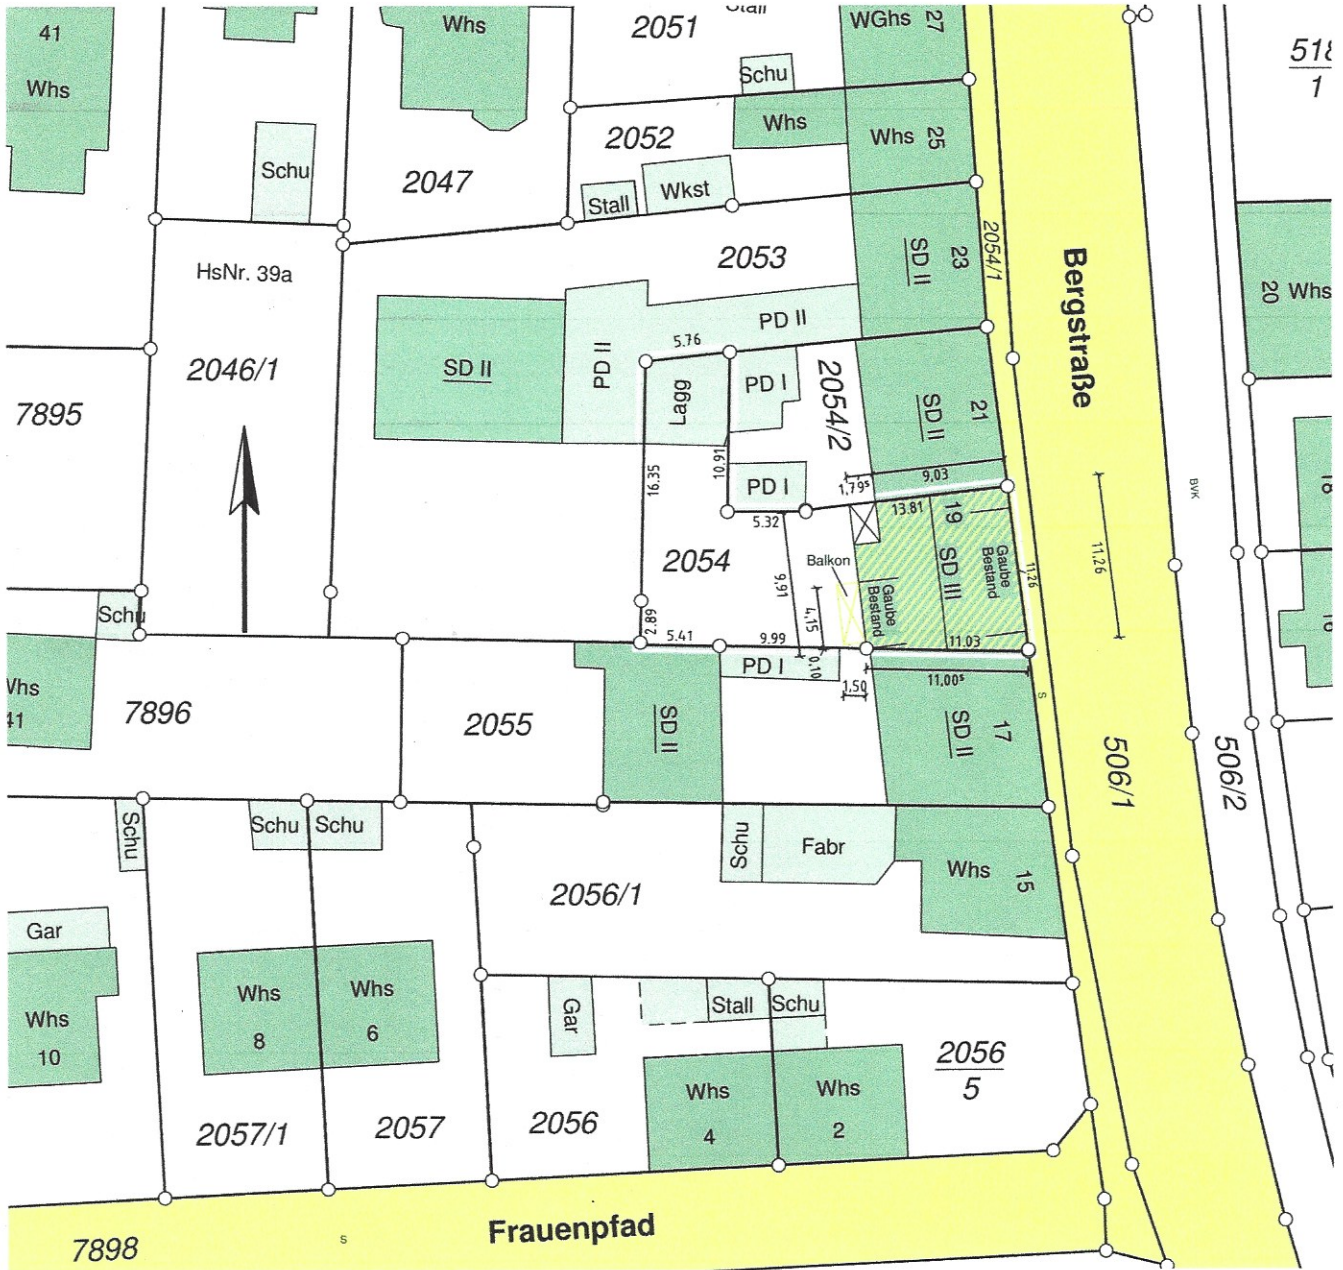 41
Whs
Whs
2051
Stall
WGhs
27
518
1
Schu
Schu
2047
2052
Whs
Whs
25
Stall
Wkst
HsNr. 39a
2053
SD II
23
2054/1
Bergstraße
20
Whs
2046/1
7895
SD II
PD II
PD II
5.76
Lagg
PD I
2054/2
SD II
21
16.35
10.91
PD I
1,79⁵
9,03
13.81
5.32
2054
19
SD III
Gaube
Bestand
11,26
11,26
BVK
18
16
Balkon
9,91
4,15
Gaube
Bestand
2.89
5.41
9.99
0,10
11.03
Schu
Whs
41
7896
2055
SD II
PD I
1,50
11,00⁵
S
SD II
17
506/1
506/2
Schu
Schu
Schu
2056/1
Schu
Fabr
Whs
15
Gar
Whs
10
Whs
8
Whs
6
Gar
Stall
Schu
2056
5
2057/1
2057
2056
Whs
4
Whs
2
7898
S
Frauenpfad